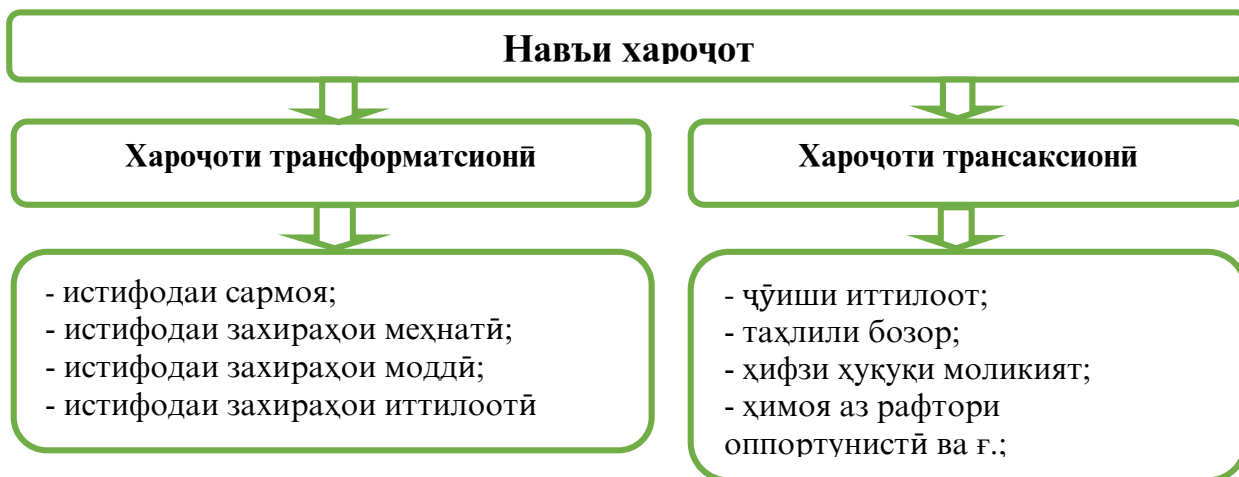 Навъи хароҷот
Хароҷоти трансформатсионӣ
Хароҷоти трансаксионӣ
- истифодаи сармоя;
- истифодаи захираҳои меҳнатӣ;
- истифодаи захираҳои моддӣ;
- истифодаи захираҳои иттилоотӣ
- ҷӯиши иттилоот;
- таҳлили бозор;
- ҳифзи ҳуқуқи моликият;
- ҳимоя аз рафтори
оппортунистӣ ва ғ.;